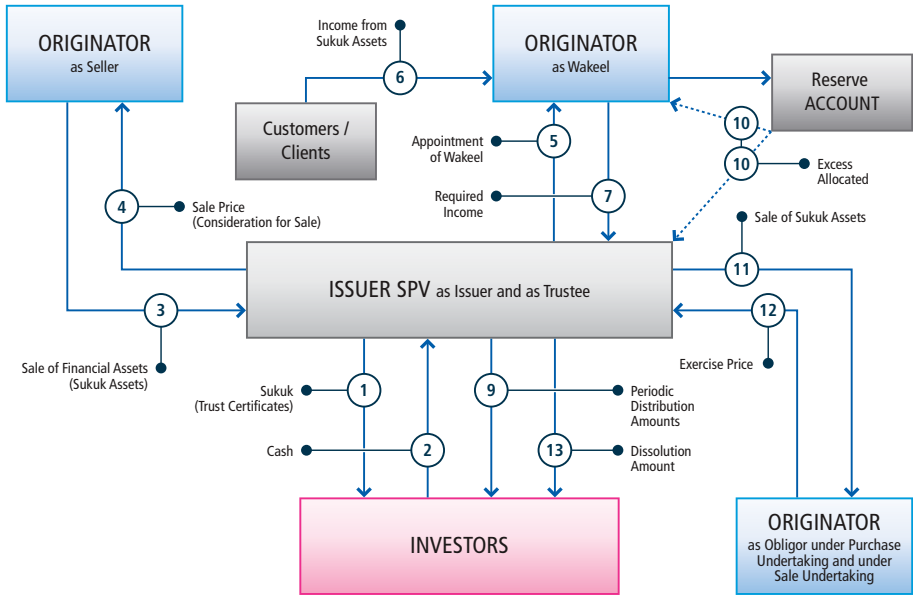 Income from
Sukuk Assets
ORIGINATOR
as Seller
ORIGINATOR
as Wakeel
6
Reserve
ACCOUNT
Customers /
Clients
Appointment
of Wakeel
5
10
10
Excess
Allocated
4
Sale Price
(Consideration for Sale)
Required
Income
7
Sale of Sukuk Assets
11
ISSUER SPV as Issuer and as Trustee
3
12
Sale of Financial Assets
(Sukuk Assets)
Exercise Price
Sukuk
(Trust Certificates)
1
9
Periodic
Distribution
Amounts
Cash
2
13
Dissolution
Amount
INVESTORS
ORIGINATOR
as Obligor under Purchase
Undertaking and under
Sale Undertaking